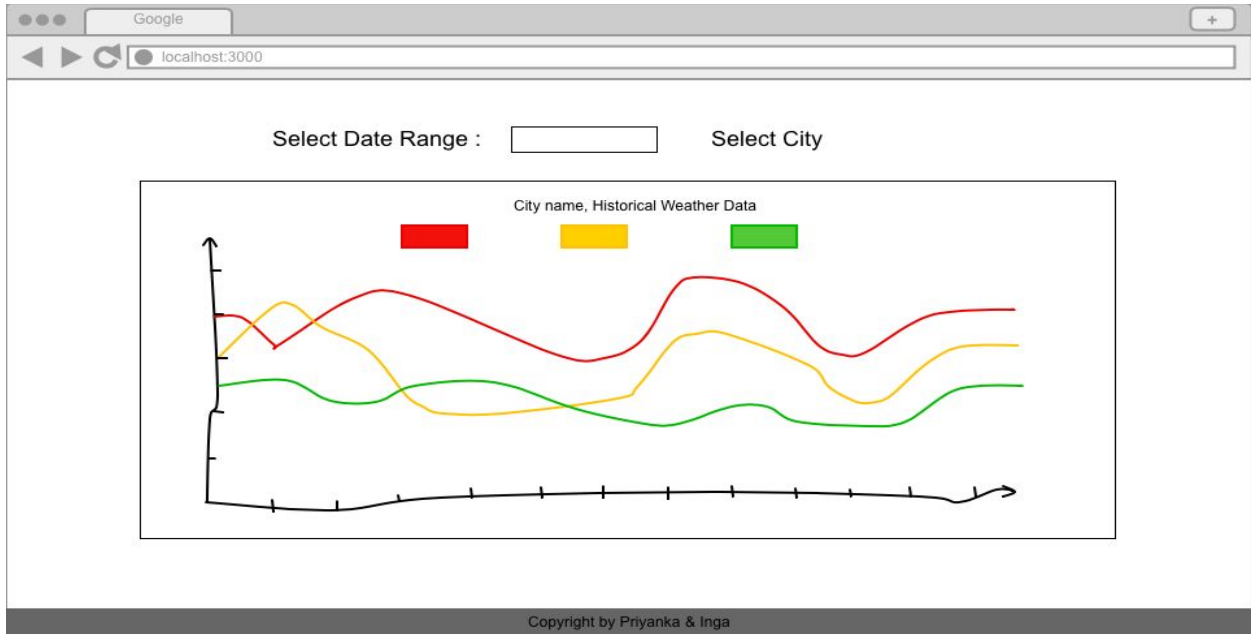 Google
+
localhost:3000
Select Date Range :
Select City
City name, Historical Weather Data
Copyright by Priyanka & Inga